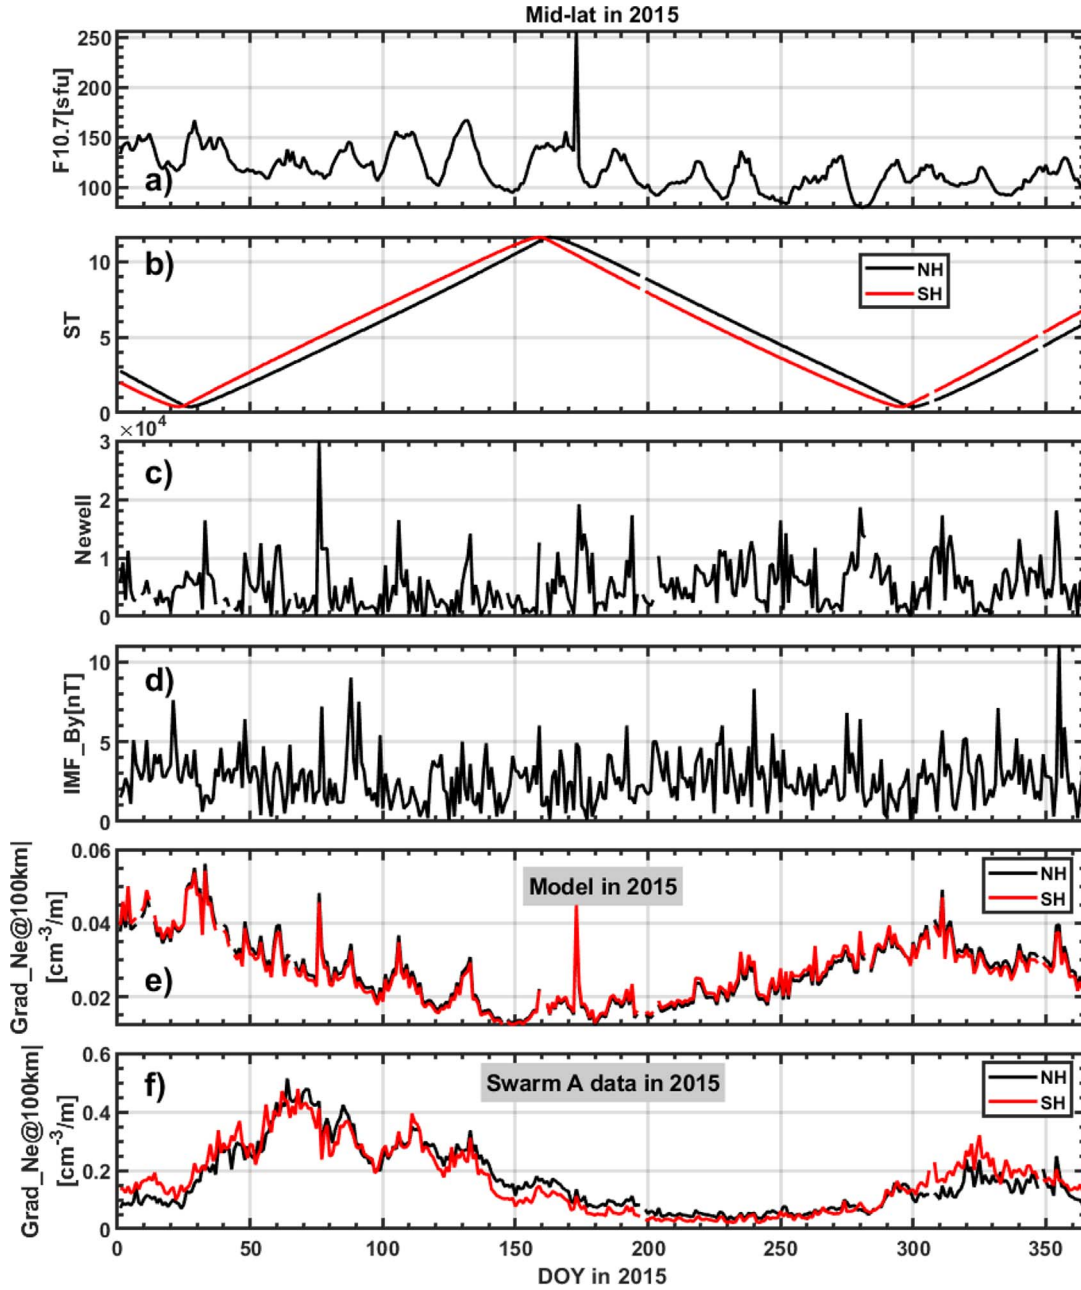 Mid-lat in 2015
F10.7[sfu]
250
200
150
100
a)
ST
10
5
0
b)
NH
SH
×10⁴
Newell
3
2
1
0
c)
IMF_By[nT]
10
5
0
d)
Grad_Ne@100km|
[cm⁻³/m]
0.06
0.04
0.02
e)
Model in 2015
NH
SH
Grad_Ne@100km|
[cm⁻³/m]
0.6
0.4
0.2
0
f)
Swarm A data in 2015
NH
SH
0 50 100 150 200 250 300 350
DOY in 2015